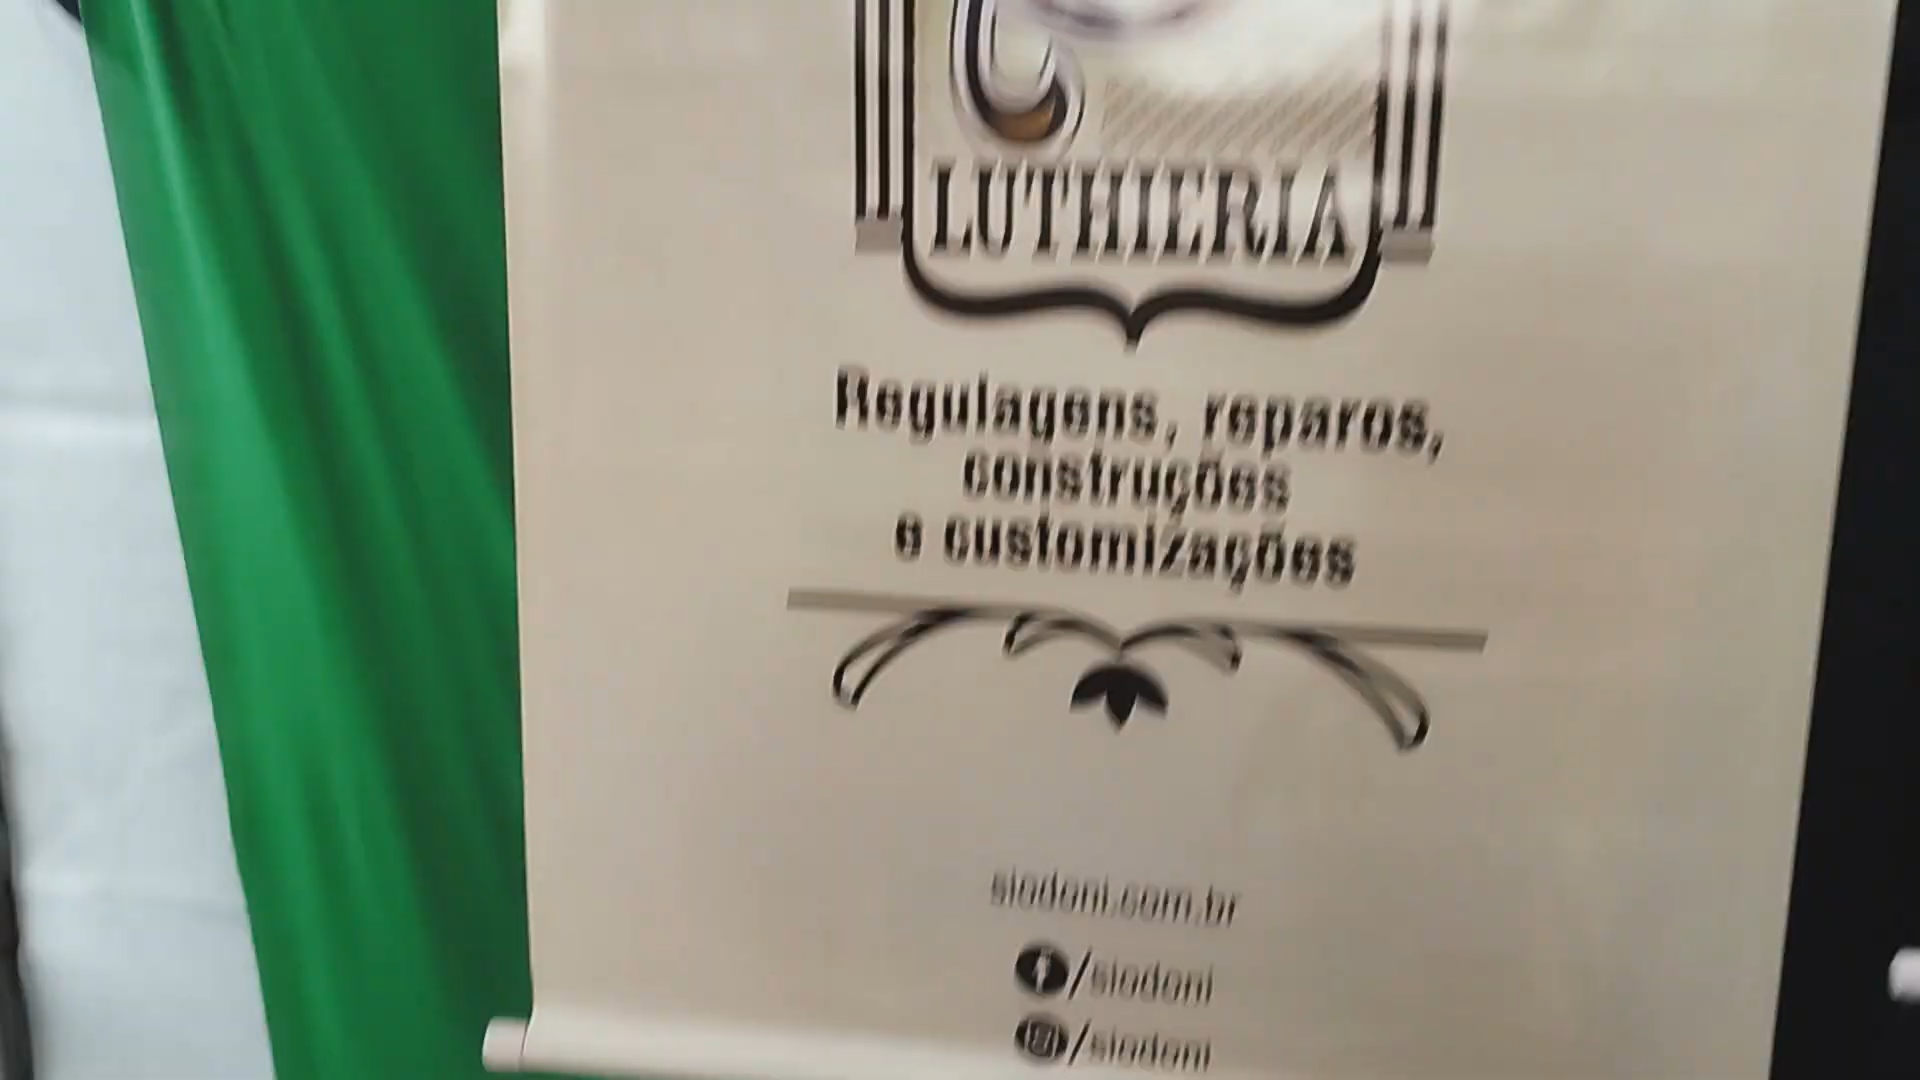 LUTHIERIA
Regulagens, reparos,
construções
e customizações
siodoni.com.br
/siodoni
/siodoni